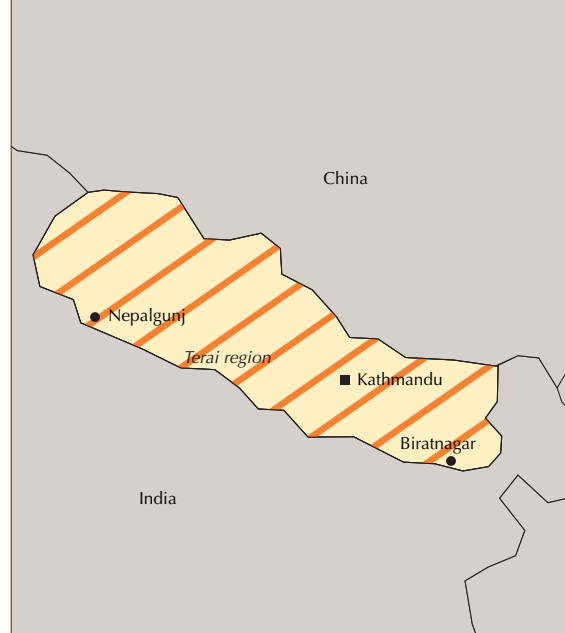 China
Nepalgunj
Terai region
Kathmandu
Biratnagar
India